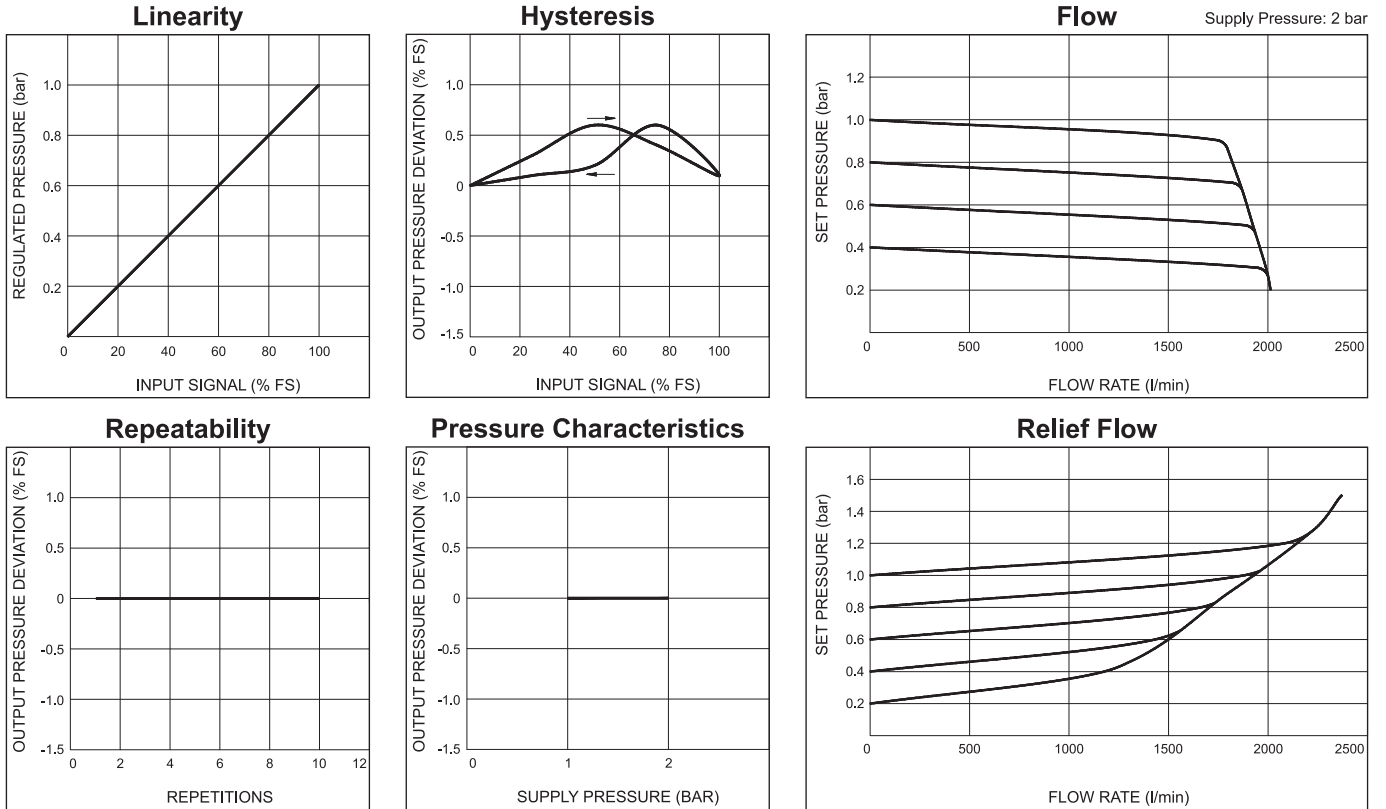 Linearity
REGULATED PRESSURE (bar)
1.0
0.8
0.6
0.4
0.2
0 20 40 60 80 100
INPUT SIGNAL (% FS)
Hysteresis
OUTPUT PRESSURE DEVIATION (% FS)
1.0
0.5
0
-0.5
-1.0
-1.5
0 20 40 60 80 100
INPUT SIGNAL (% FS)
Flow
Supply Pressure: 2 bar
SET PRESSURE (bar)
1.2
1.0
0.8
0.6
0.4
0.2
0 500 1000 1500 2000 2500
FLOW RATE (l/min)
Repeatability
OUTPUT PRESSURE DEVIATION (% FS)
1.0
0.5
0
-0.5
-1.0
-1.5
0 2 4 6 8 10 12
REPETITIONS
Pressure Characteristics
OUTPUT PRESSURE DEVIATION (% FS)
1.0
0.5
0
-0.5
-1.0
-1.5
0 1 2
SUPPLY PRESSURE (BAR)
Relief Flow
SET PRESSURE (bar)
1.6
1.4
1.2
1.0
0.8
0.6
0.4
0.2
0 500 1000 1500 2000 2500
FLOW RATE (l/min)